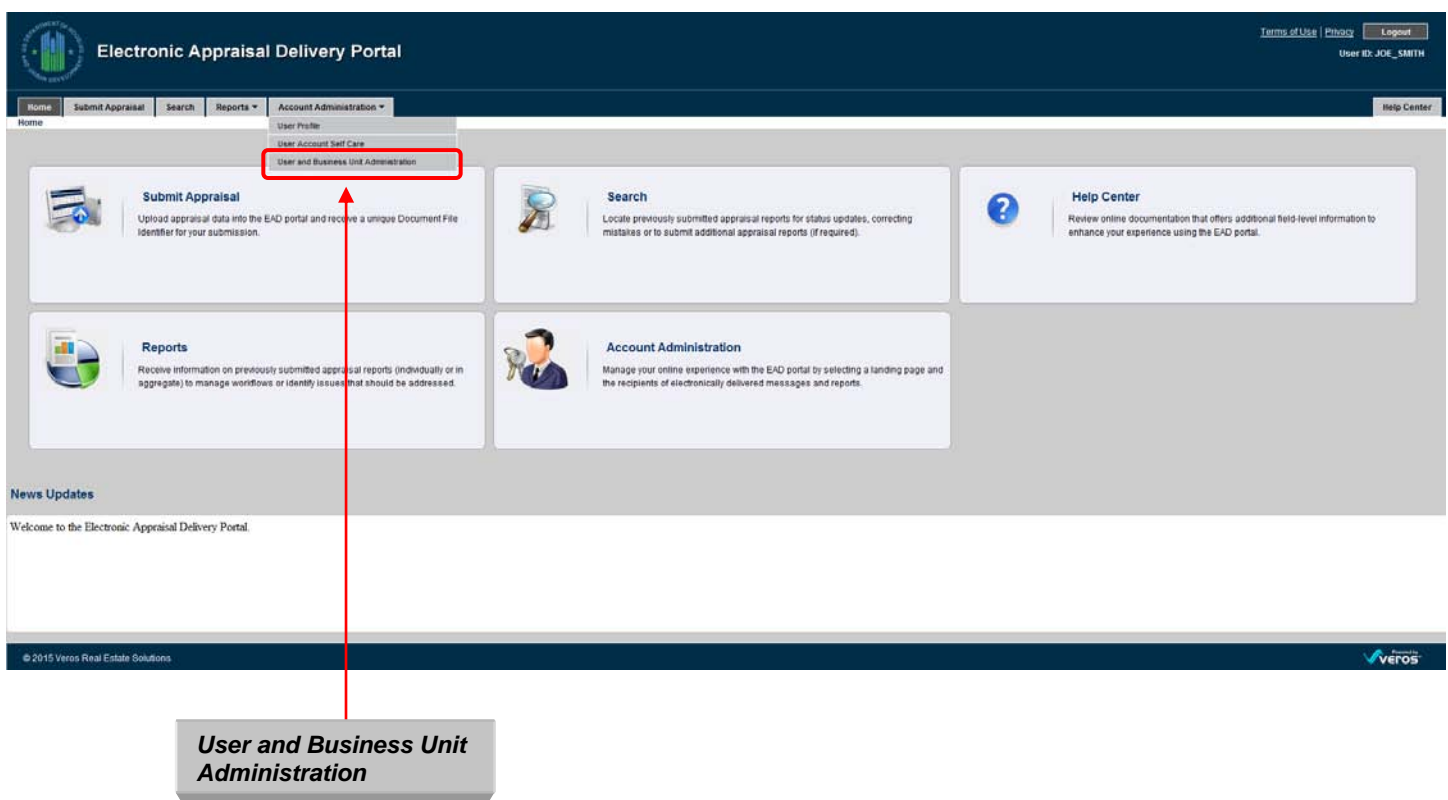 Terms of Use | Privacy Logout
Electronic Appraisal Delivery Portal
User ID: JOE_SMITH
Home Submit Appraisal Search Reports Account Administration Help Center
Home
User Profile
User Account Self Care
User and Business Unit Administration
Submit Appraisal
Upload appraisal data into the EAD portal and receive a unique Document File
Identifier for your submission.
Search
Locate previously submitted appraisal reports for status updates, correcting
mistakes or to submit additional appraisal reports (if required).
Help Center
Review online documentation that offers additional field-level information to
enhance your experience using the EAD portal.
Reports
Receive information on previously submitted appraisal reports (individually or in
aggregate) to manage workflows or identify issues that should be addressed.
Account Administration
Manage your online experience with the EAD portal by selecting a landing page and
the recipients of electronically delivered messages and reports.
News Updates
Welcome to the Electronic Appraisal Delivery Portal.
© 2015 Veros Real Estate Solutions
Powered by
veros
User and Business Unit
Administration